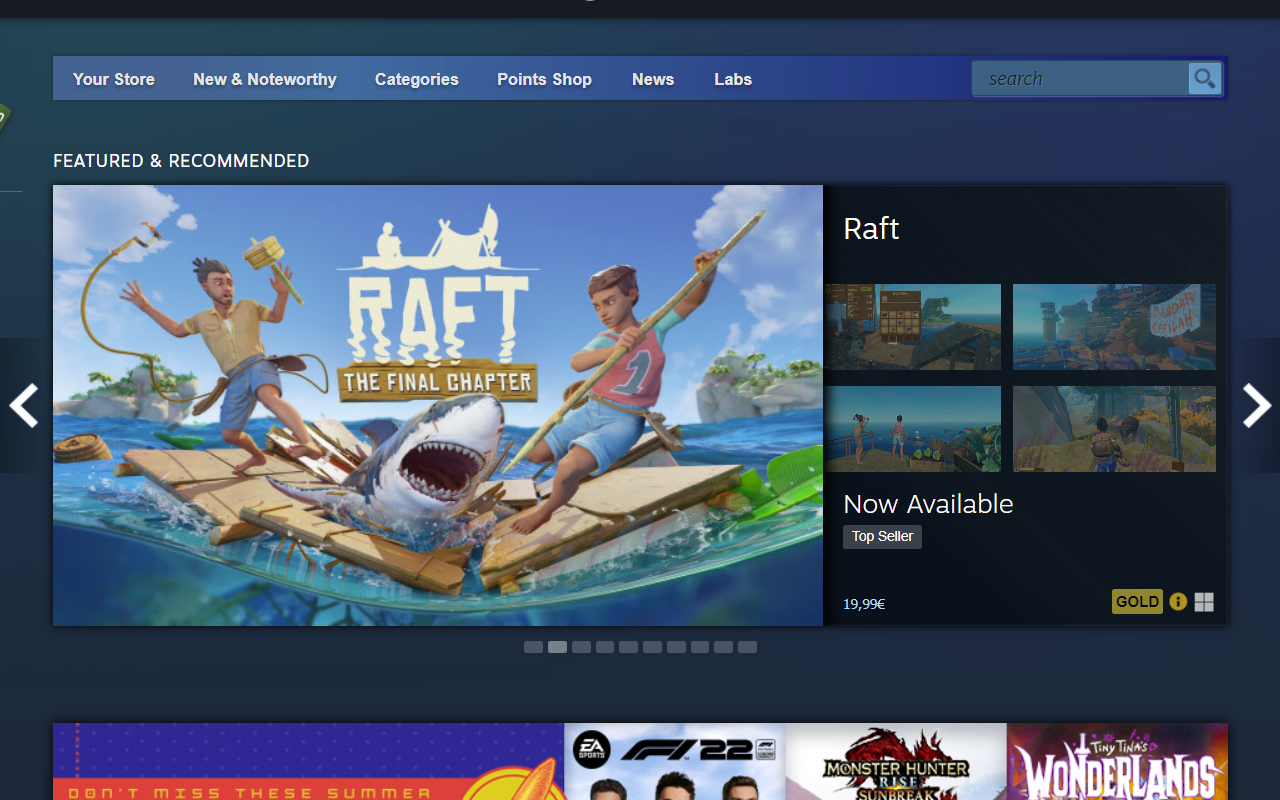 Your Store
New & Noteworthy
Categories
Points Shop
News
Labs
search
FEATURED & RECOMMENDED
RAFT
THE FINAL CHAPTER
1
Raft
Now Available
Top Seller
19,99€
GOLD
DON'T MISS THESE SUMMER
EA
SPORTS
F1 22
MONSTER HUNTER
RISE
SUNBREAK
TINY TINA'S
WONDERLANDS